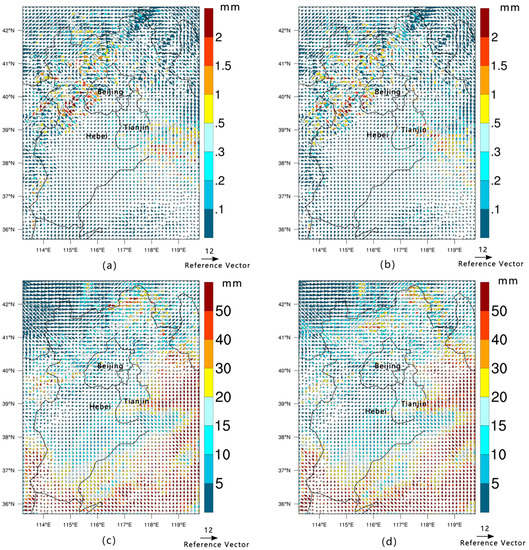 mm mm
42°N 2 42°N 2
41°N 1.5 41°N 1.5
40°N Beijing 1 40°N Beijing 1
39°N Hebei Tianjin .5 39°N Hebei Tianjin .5
38°N .3 38°N .3
37°N .2 37°N .2
36°N .1 36°N .1
114°E 115°E 116°E 117°E 118°E 119°E 12 114°E 115°E 116°E 117°E 118°E 119°E 12
(a) Reference Vector (b) Reference Vector
mm mm
42°N 50 42°N 50
41°N 40 41°N 40
40°N Beijing 30 40°N Beijing 30
39°N Hebei Tianjin 20 39°N Hebei Tianjin 20
38°N 15 38°N 15
37°N 10 37°N 10
36°N 5 36°N 5
114°E 115°E 116°E 117°E 118°E 119°E 12 114°E 115°E 116°E 117°E 118°E 119°E 12
(c) Reference Vector (d) Reference Vector